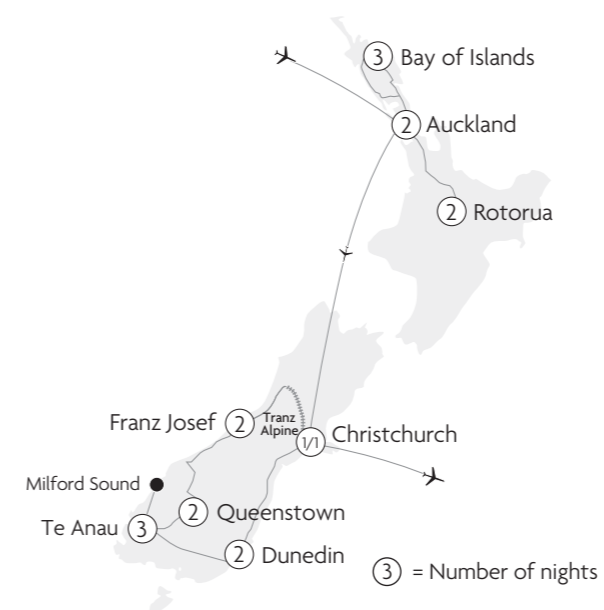 3 Bay of Islands
2 Auckland
2 Rotorua
Franz Josef 2
Tranz
Alpine
1/1 Christchurch
Milford Sound
2 Queenstown
Te Anau 3
2 Dunedin
3 = Number of nights